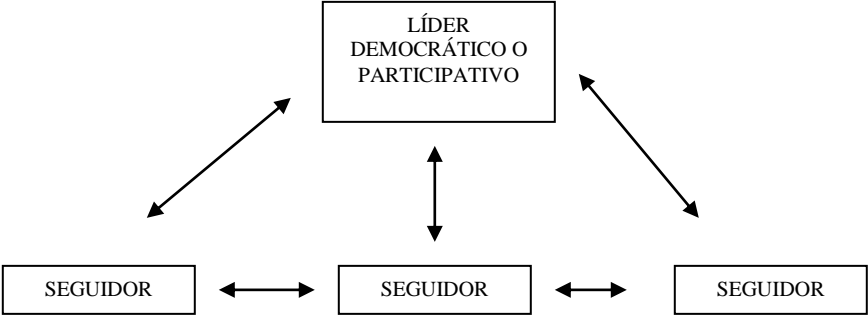 LÍDER
DEMOCRÁTICO O
PARTICIPATIVO
SEGUIDOR
SEGUIDOR
SEGUIDOR